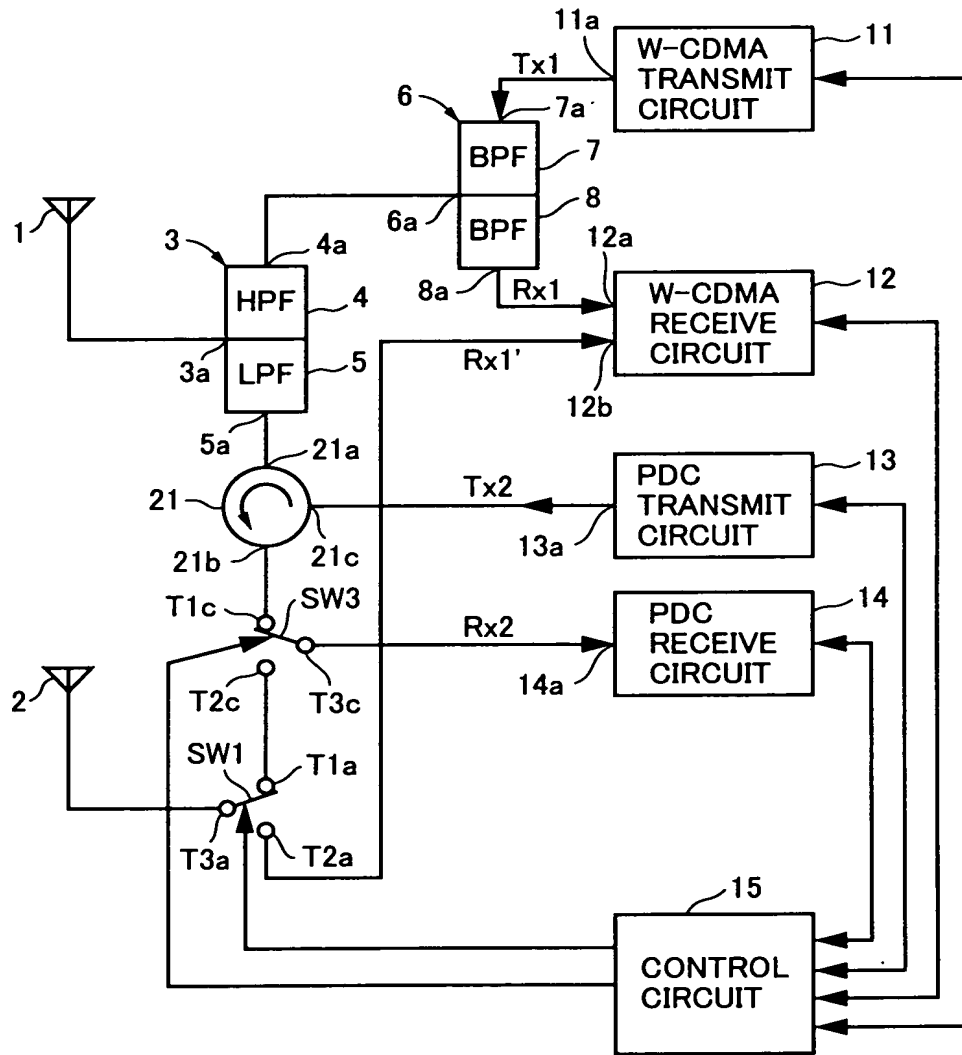 11a
W-CDMA
TRANSMIT
CIRCUIT
11
Tx1
6
7a
BPF
7
BPF
8
6a
8a
1
3
4a
HPF
4
LPF
5
3a
5a
12a
Rx1
W-CDMA
RECEIVE
CIRCUIT
12
Rx1'
12b
21a
21
21b
21c
Tx2
13a
PDC
TRANSMIT
CIRCUIT
13
T1c
SW3
Rx2
14a
PDC
RECEIVE
CIRCUIT
14
2
T2c
T3c
SW1
T1a
T3a
T2a
15
CONTROL
CIRCUIT